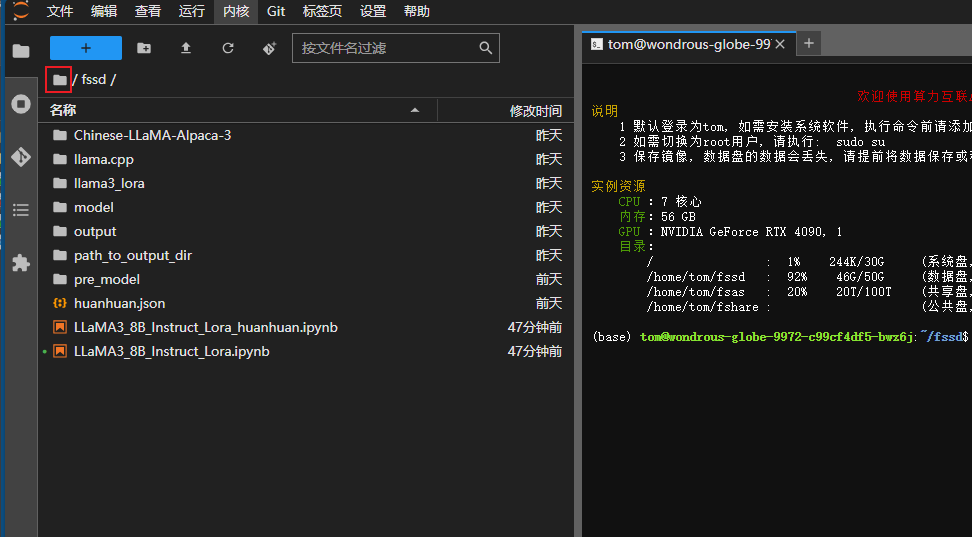 文件 编辑 查看 运行 内核 Git 标签页 设置 帮助
+
按文件名过滤
/ fssd /
名称 修改时间
Chinese-LLaMA-Alpaca-3 昨天
llama.cpp 昨天
llama3_lora 昨天
model 昨天
output 昨天
path_to_output_dir 昨天
pre_model 前天
huanhuan.json 前天
LLaMA3_8B_Instruct_Lora_huanhuan.ipynb 47分钟前
LLaMA3_8B_Instruct_Lora.ipynb 47分钟前
tom@wondrous-globe-997
欢迎使用算力互联
说明
1 默认登录为tom, 如需安装系统软件, 执行命令前请添加
2 如需切换为root用户, 请执行: sudo su
3 保存镜像, 数据盘的数据会丢失, 请提前将数据保存或
实例资源
CPU : 7 核心
内存: 56 GB
GPU : NVIDIA GeForce RTX 4090, 1
目录:
/ : 1% 244K/30G (系统盘,
/home/tom/fssd : 92% 46G/50G (数据盘,
/home/tom/fsas : 20% 20T/100T (共享盘,
/home/tom/fshare : (公共盘,
(base) tom@wondrous-globe-9972-c99cf4df5-bwz6j:~/fssd$